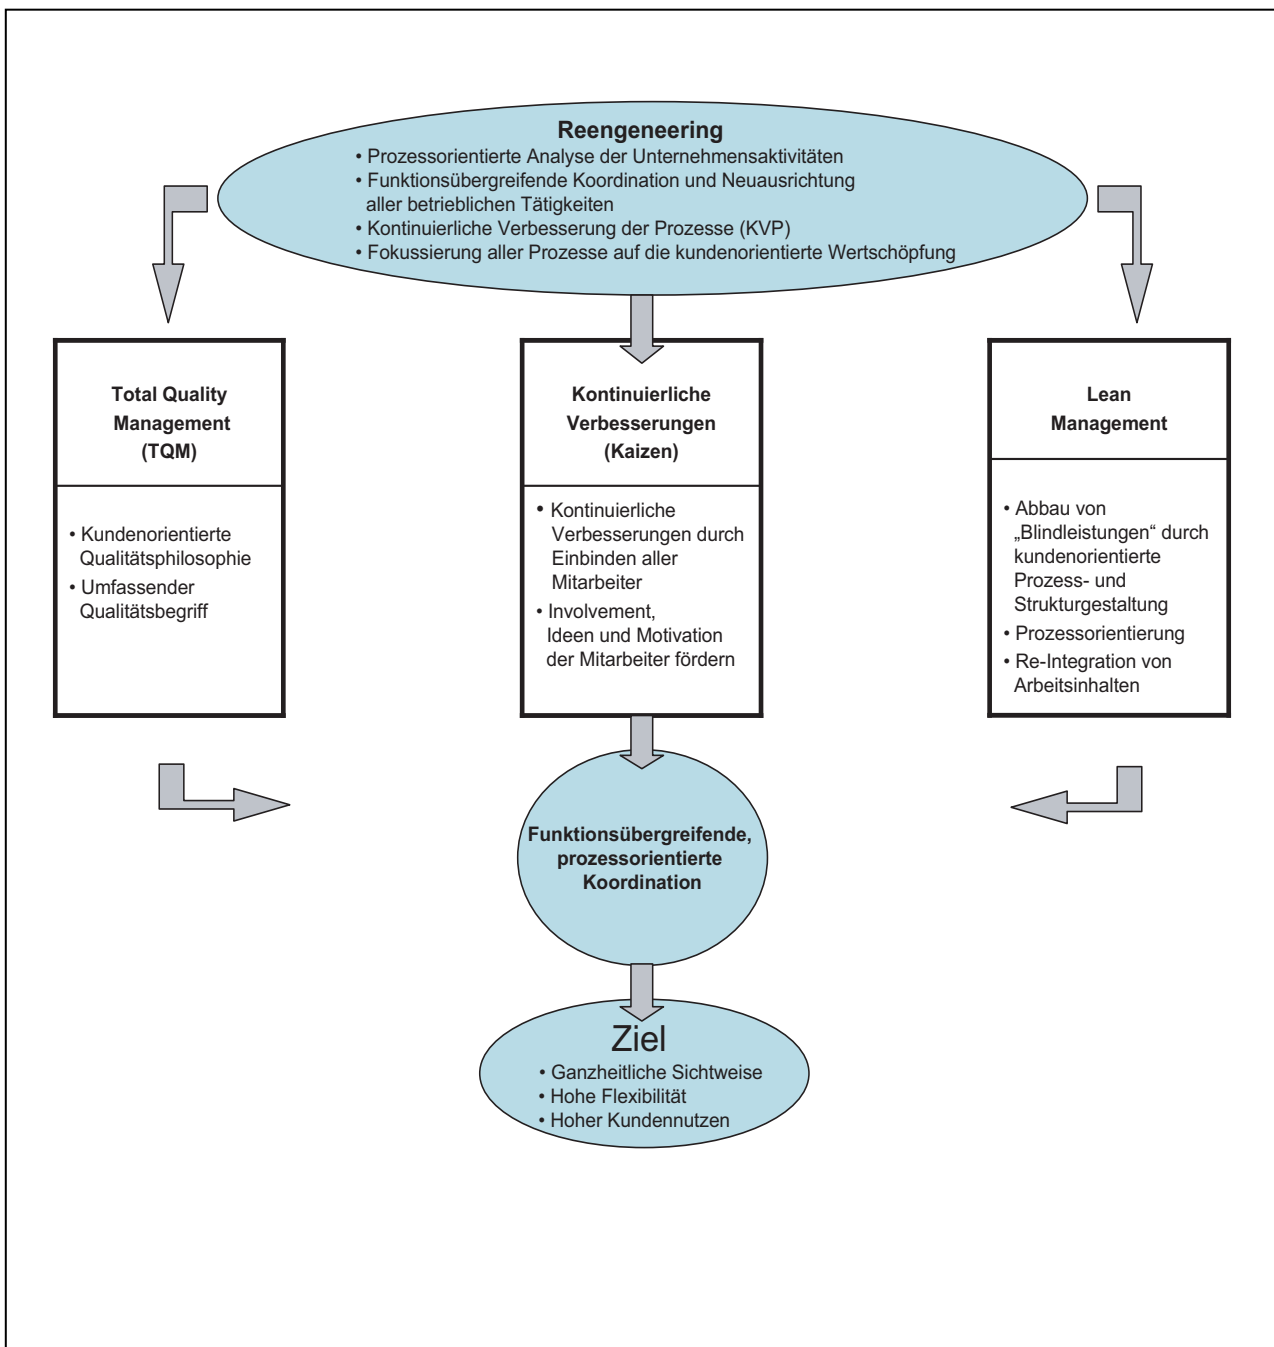 Reengeneering
• Prozessorientierte Analyse der Unternehmensaktivitäten
• Funktionsübergreifende Koordination und Neuausrichtung
aller betrieblichen Tätigkeiten
• Kontinuierliche Verbesserung der Prozesse (KVP)
• Fokussierung aller Prozesse auf die kundenorientierte Wertschöpfung
Total Quality
Management
(TQM)
• Kundenorientierte
Qualitätsphilosophie
• Umfassender
Qualitätsbegriff
Kontinuierliche
Verbesserungen
(Kaizen)
• Kontinuierliche
Verbesserungen durch
Einbinden aller
Mitarbeiter
• Involvement,
Ideen und Motivation
der Mitarbeiter fördern
Lean
Management
• Abbau von
„Blindleistungen“ durch
kundenorientierte
Prozess- und
Strukturgestaltung
• Prozessorientierung
• Re-Integration von
Arbeitsinhalten
Funktionsübergreifende,
prozessorientierte
Koordination
Ziel
• Ganzheitliche Sichtweise
• Hohe Flexibilität
• Hoher Kundennutzen